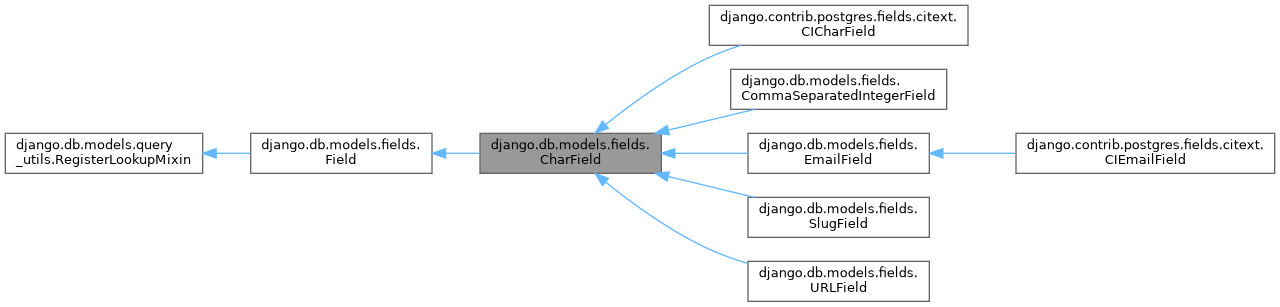 django.db.models.query
_utils.RegisterLookupMixin
django.db.models.fields.
Field
django.db.models.fields.
CharField
django.contrib.postgres.fields.citext.
CICharField
django.db.models.fields.
CommaSeparatedIntegerField
django.db.models.fields.
EmailField
django.contrib.postgres.fields.citext.
CIEmailField
django.db.models.fields.
SlugField
django.db.models.fields.
URLField